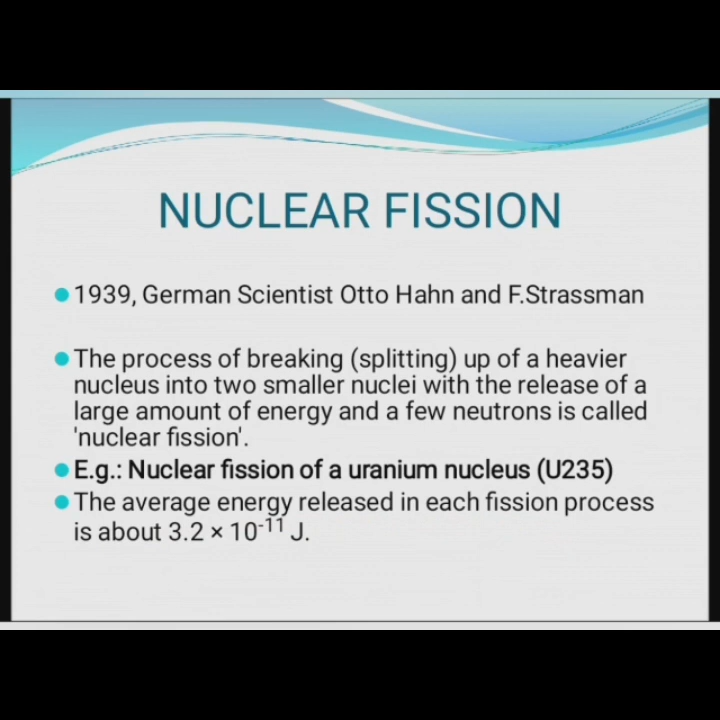 NUCLEAR FISSION
1939, German Scientist Otto Hahn and F.Strassman
The process of breaking (splitting) up of a heavier
nucleus into two smaller nuclei with the release of a
large amount of energy and a few neutrons is called
'nuclear fission'.
E.g.: Nuclear fission of a uranium nucleus (U235)
The average energy released in each fission process
is about 3.2 × 10⁻¹¹ J.